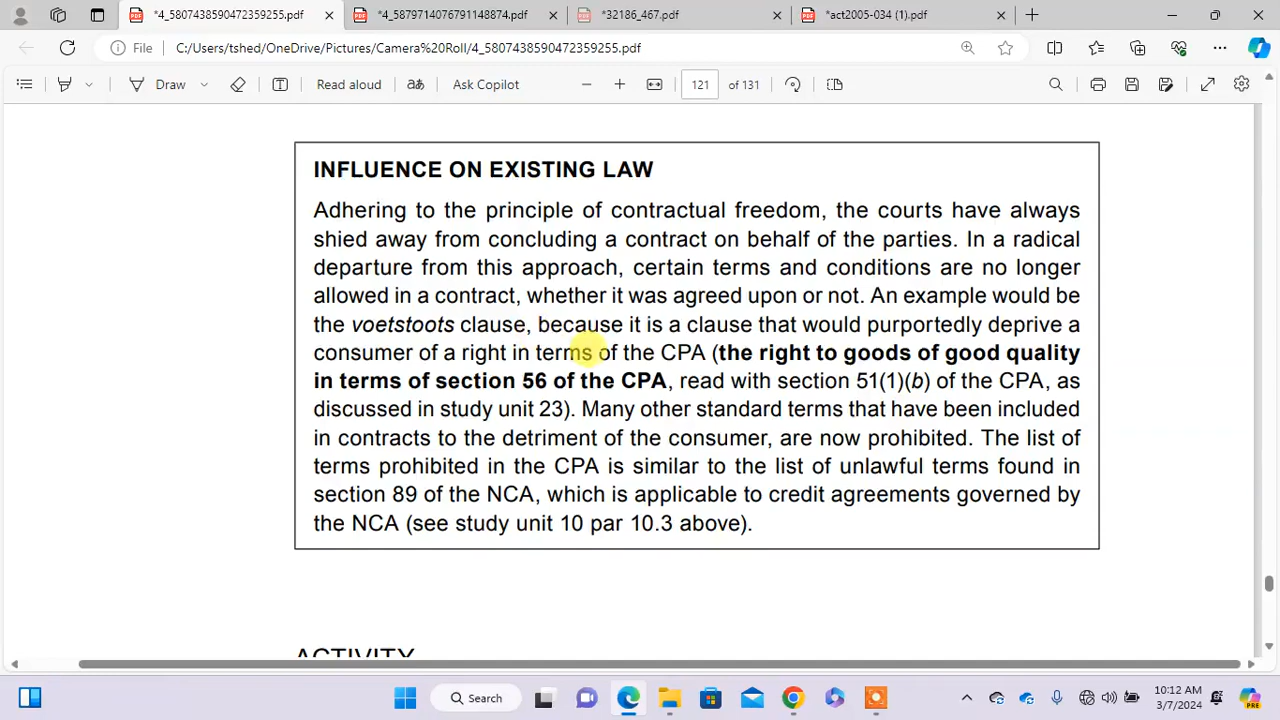 *4_5807438590472359255.pdf
*4_5879714076791148874.pdf
*32186_467.pdf
*act2005-034 (1).pdf
File
C:/Users/tshed/OneDrive/Pictures/Camera%20Roll/4_5807438590472359255.pdf
Draw
Read aloud
aあ
Ask Copilot
121
of 131
INFLUENCE ON EXISTING LAW
Adhering to the principle of contractual freedom, the courts have always
shied away from concluding a contract on behalf of the parties. In a radical
departure from this approach, certain terms and conditions are no longer
allowed in a contract, whether it was agreed upon or not. An example would be
the voetstoots clause, because it is a clause that would purportedly deprive a
consumer of a right in terms of the CPA (the right to goods of good quality
in terms of section 56 of the CPA, read with section 51(1)(b) of the CPA, as
discussed in study unit 23). Many other standard terms that have been included
in contracts to the detriment of the consumer, are now prohibited. The list of
terms prohibited in the CPA is similar to the list of unlawful terms found in
section 89 of the NCA, which is applicable to credit agreements governed by
the NCA (see study unit 10 par 10.3 above).
ACTIVITY
Search
10:12 AM
3/7/2024
PRE